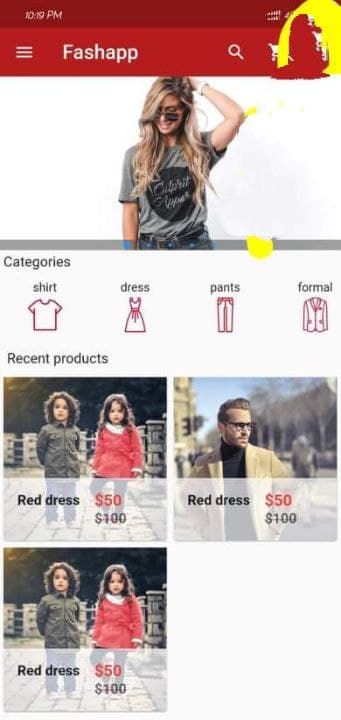 10:19 PM
Fashapp
Culprit
Appar
Categories
shirt dress pants formal
Recent products
Red dress $50
$100
Red dress $50
$100
Red dress $50
$100